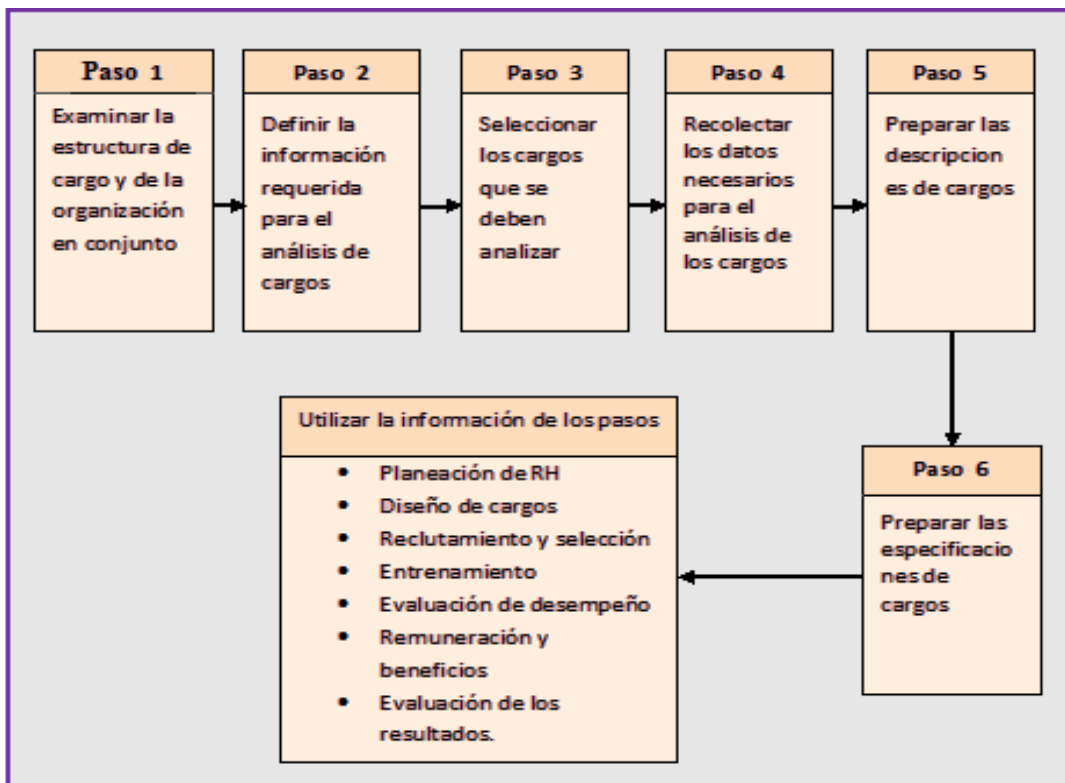 Paso 1
Examinar la
estructura de
cargo y de la
organización
en conjunto
Paso 2
Definir la
información
requerida
para el
análisis de
cargos
Paso 3
Seleccionar
los cargos
que se
deben
analizar
Paso 4
Recolectar
los datos
necesarios
para el
análisis de
los cargos
Paso 5
Preparar las
descripcion
es de cargos
Paso 6
Preparar las
especificacio
nes de
cargos
Utilizar la información de los pasos
• Planeación de RH
• Diseño de cargos
• Reclutamiento y selección
• Entrenamiento
• Evaluación de desempeño
• Remuneración y
beneficios
• Evaluación de los
resultados.